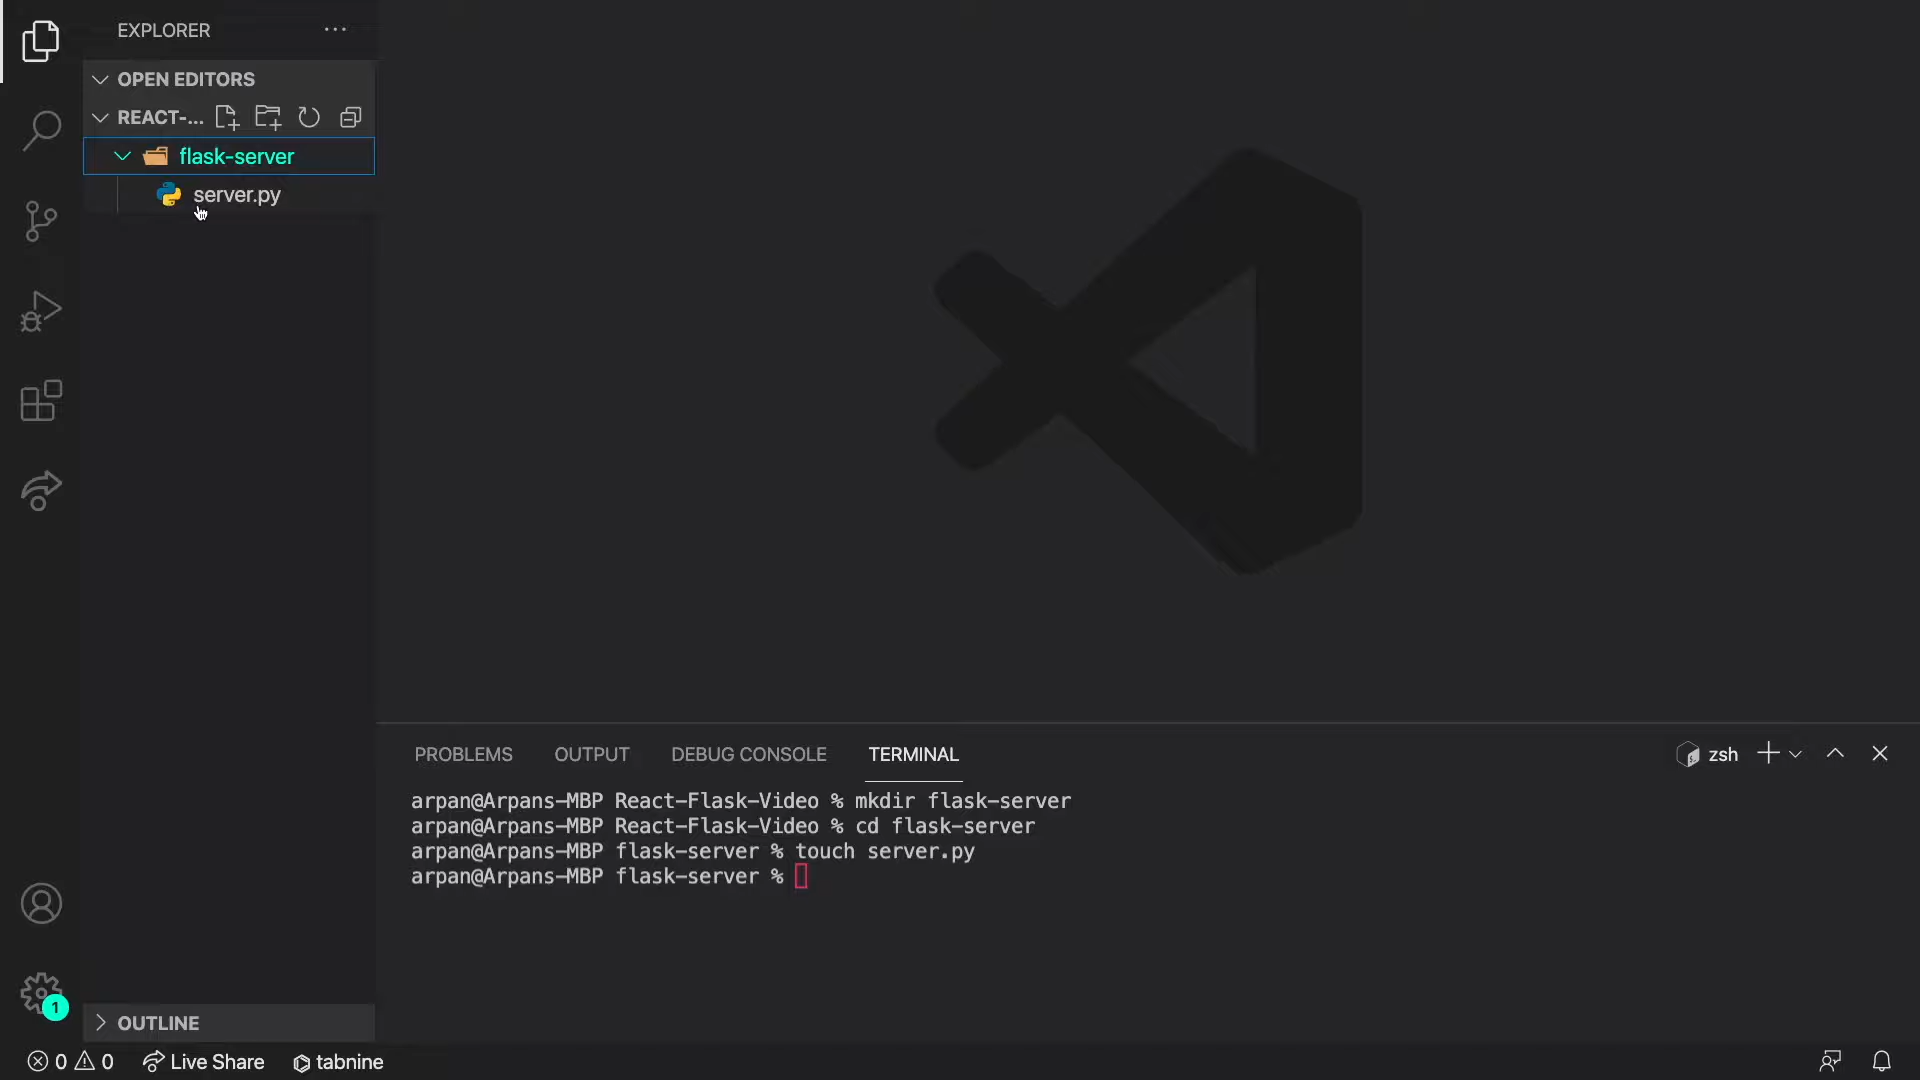 EXPLORER
OPEN EDITORS
REACT-...
flask-server
server.py
PROBLEMS
OUTPUT
DEBUG CONSOLE
TERMINAL
zsh
arpan@Arpans-MBP React-Flask-Video % mkdir flask-server
arpan@Arpans-MBP React-Flask-Video % cd flask-server
arpan@Arpans-MBP flask-server % touch server.py
arpan@Arpans-MBP flask-server %
1
OUTLINE
0 0 Live Share tabnine